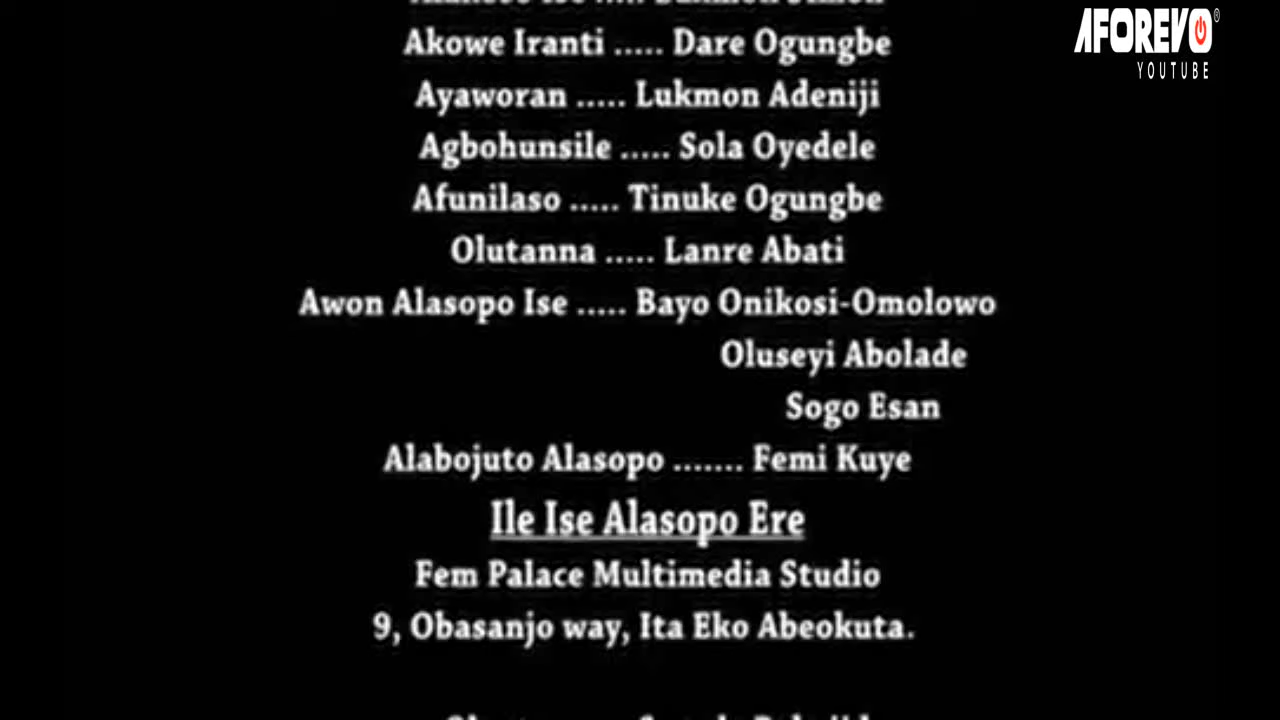 AFOREVO
YOUTUBE
Akowe Iranti ..... Dare Ogungbe
Ayaworan ..... Lukmon Adeniji
Agbohunsile ..... Sola Oyedele
Afunilaso ..... Tinuke Ogungbe
Olutanna ..... Lanre Abati
Awon Alasopo Ise ..... Bayo Onikosi-Omolowo
Oluseyi Abolade
Sogo Esan
Alabojuto Alasopo ....... Femi Kuye
Ile Ise Alasopo Ere
Fem Palace Multimedia Studio
9, Obasanjo way, Ita Eko Abeokuta.